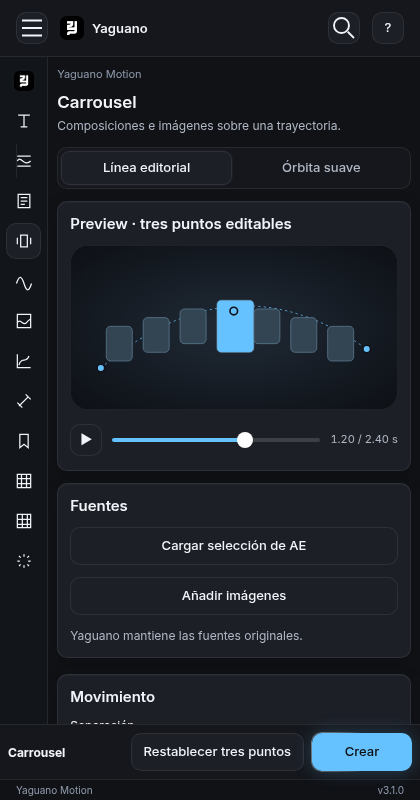 Yaguano
?
Yaguano Motion
Carrousel
Composiciones e imágenes sobre una trayectoria.
Línea editorial
Órbita suave
Preview · tres puntos editables
1.20 / 2.40 s
Fuentes
Cargar selección de AE
Añadir imágenes
Yaguano mantiene las fuentes originales.
Movimiento
Separación
Carrousel
Restablecer tres puntos
Crear
Yaguano Motion
v3.1.0